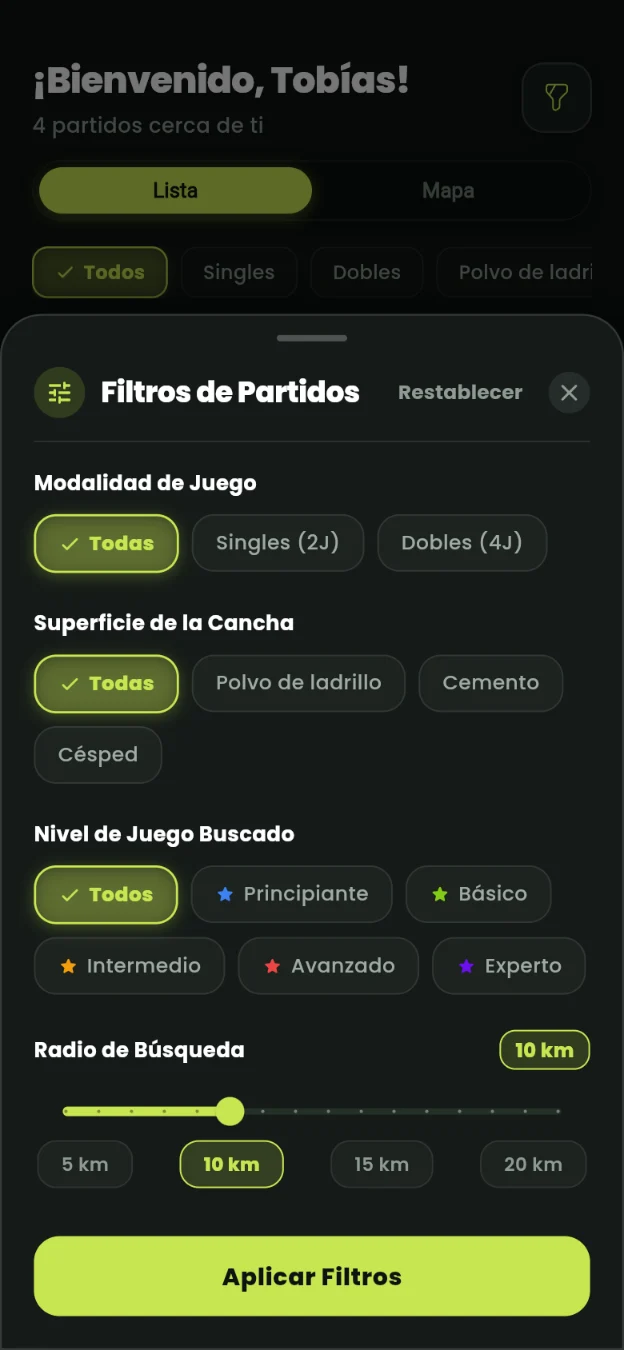 ¡Bienvenido, Tobías!
4 partidos cerca de ti
Lista Mapa
Todos Singles Dobles Polvo de ladri
Filtros de Partidos Restablecer
Modalidad de Juego
Todas Singles (2J) Dobles (4J)
Superficie de la Cancha
Todas Polvo de ladrillo Cemento
Césped
Nivel de Juego Buscado
Todos Principiante Básico
Intermedio Avanzado Experto
Radio de Búsqueda 10 km
5 km 10 km 15 km 20 km
Aplicar Filtros